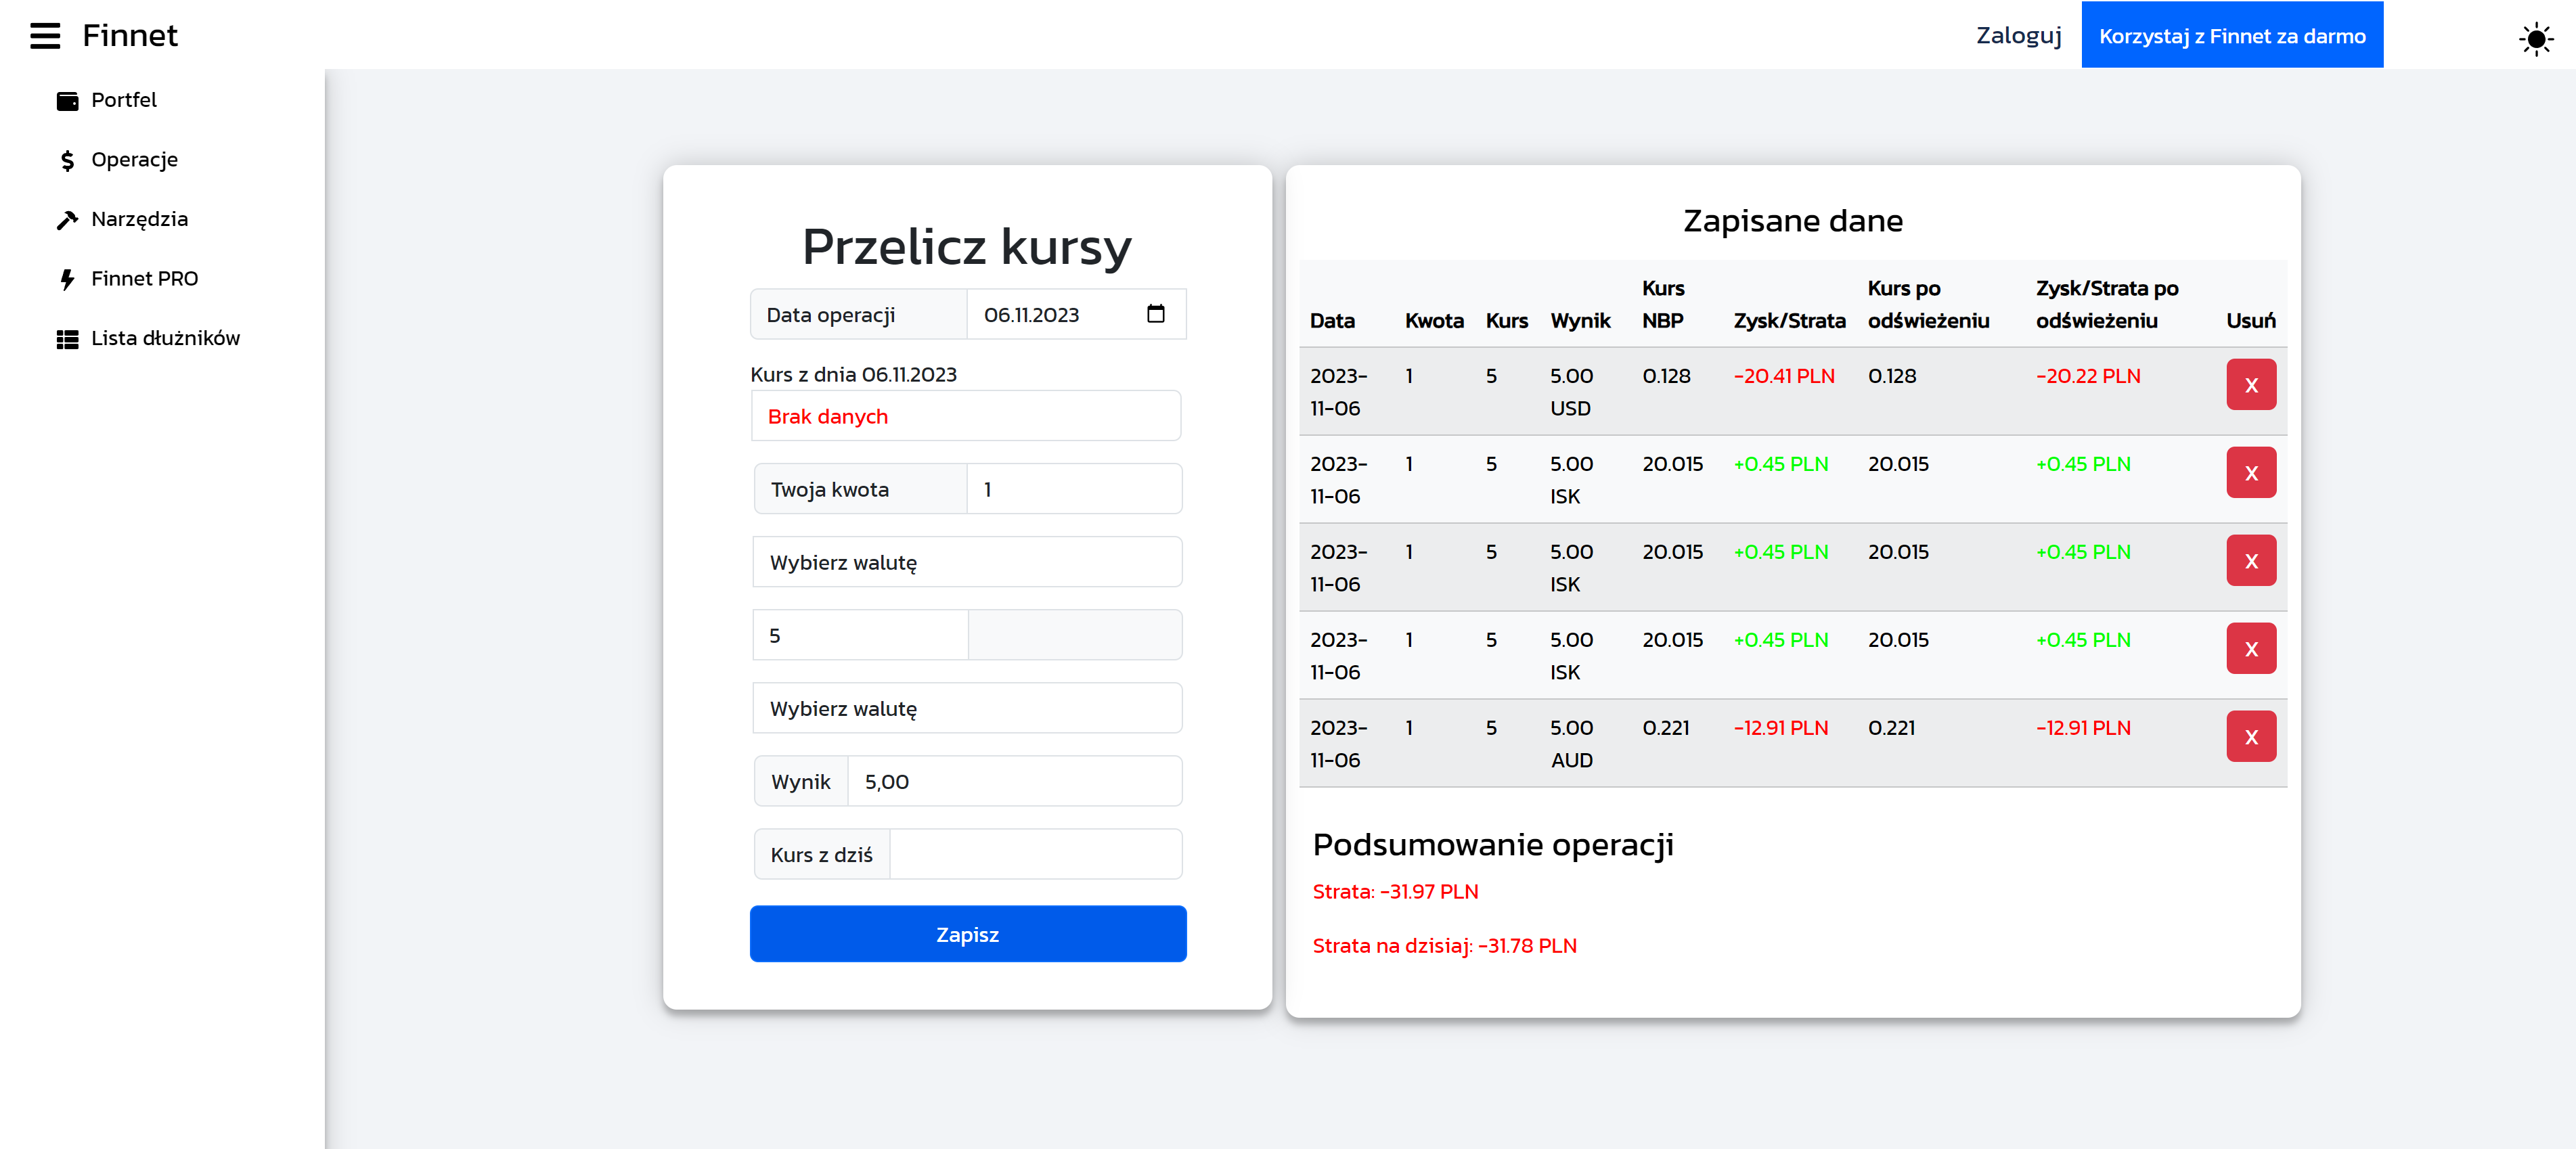 Finnet
Zaloguj
Korzystaj z Finnet za darmo
Portfel
Operacje
Narzędzia
Finnet PRO
Lista dłużników
Przelicz kursy
Data operacji 06.11.2023
Kurs z dnia 06.11.2023
Brak danych
Twoja kwota 1
Wybierz walutę
5
Wybierz walutę
Wynik 5,00
Kurs z dziś
Zapisz
Zapisane dane
Data Kwota Kurs Wynik Kurs NBP Zysk/Strata Kurs po odświeżeniu Zysk/Strata po odświeżeniu Usuń
2023-11-06 1 5 5.00 USD 0.128 -20.41 PLN 0.128 -20.22 PLN X
2023-11-06 1 5 5.00 ISK 20.015 +0.45 PLN 20.015 +0.45 PLN X
2023-11-06 1 5 5.00 ISK 20.015 +0.45 PLN 20.015 +0.45 PLN X
2023-11-06 1 5 5.00 ISK 20.015 +0.45 PLN 20.015 +0.45 PLN X
2023-11-06 1 5 5.00 AUD 0.221 -12.91 PLN 0.221 -12.91 PLN X
Podsumowanie operacji
Strata: -31.97 PLN
Strata na dzisiaj: -31.78 PLN